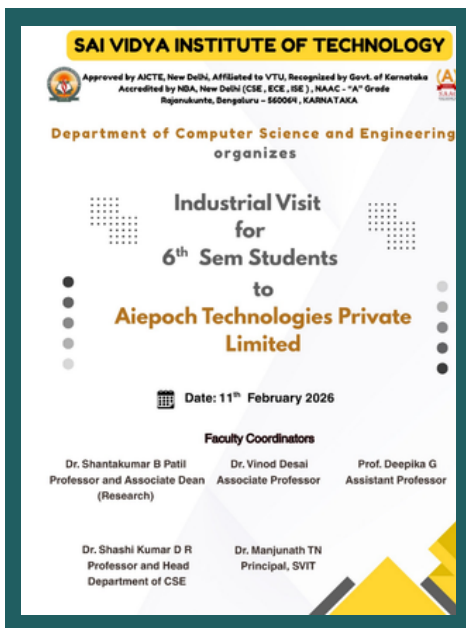 SAI VIDYA INSTITUTE OF TECHNOLOGY
Approved by AICTE, New Delhi, Affiliated to VTU, Recognized by Govt. of Karnataka
Accredited by NBA, New Delhi (CSE, ECE, ISE), NAAC - "A" Grade
Rajanukunte, Bengaluru - 560064, KARNATAKA
Department of Computer Science and Engineering
organizes
Industrial Visit
for
6th Sem Students
to
Aiepoch Technologies Private
Limited
Date: 11th February 2026
Faculty Coordinators
Dr. Shantakumar B Patil
Professor and Associate Dean
(Research)
Dr. Vinod Desai
Associate Professor
Prof. Deepika G
Assistant Professor
Dr. Shashi Kumar D R
Professor and Head
Department of CSE
Dr. Manjunath TN
Principal, SVIT